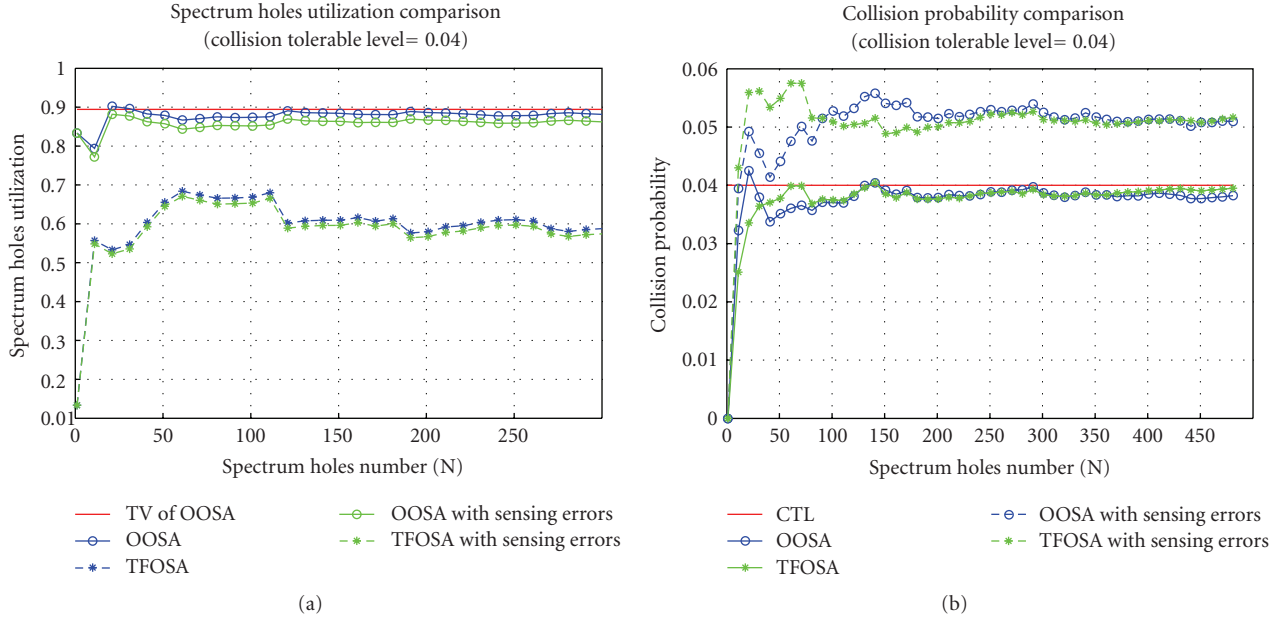 Spectrum holes utilization comparison
(collision tolerable level= 0.04)
1
0.9
0.8
0.7
0.6
0.5
0.4
0.3
0.2
0.01
Spectrum holes utilization
0
50
100
150
200
250
Spectrum holes number (N)
TV of OOSA
OOSA
TFOSA
OOSA with sensing errors
TFOSA with sensing errors
(a)
Collision probability comparison
(collision tolerable level= 0.04)
0.06
0.05
0.04
0.03
0.02
0.01
0
Collision probability
0
50
100
150
200
250
300
350
400
450
Spectrum holes number (N)
CTL
OOSA
TFOSA
OOSA with sensing errors
TFOSA with sensing errors
(b)